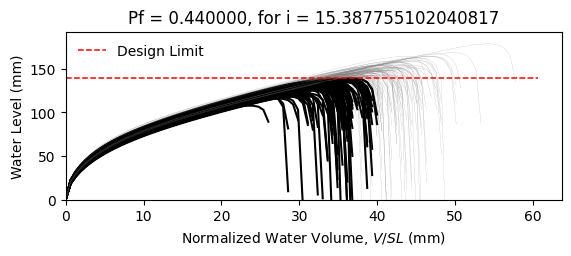 Pf = 0.440000, for i = 15.387755102040817
Design Limit
Water Level (mm)
150
100
50
0
0 10 20 30 40 50 60
Normalized Water Volume, V/SL (mm)